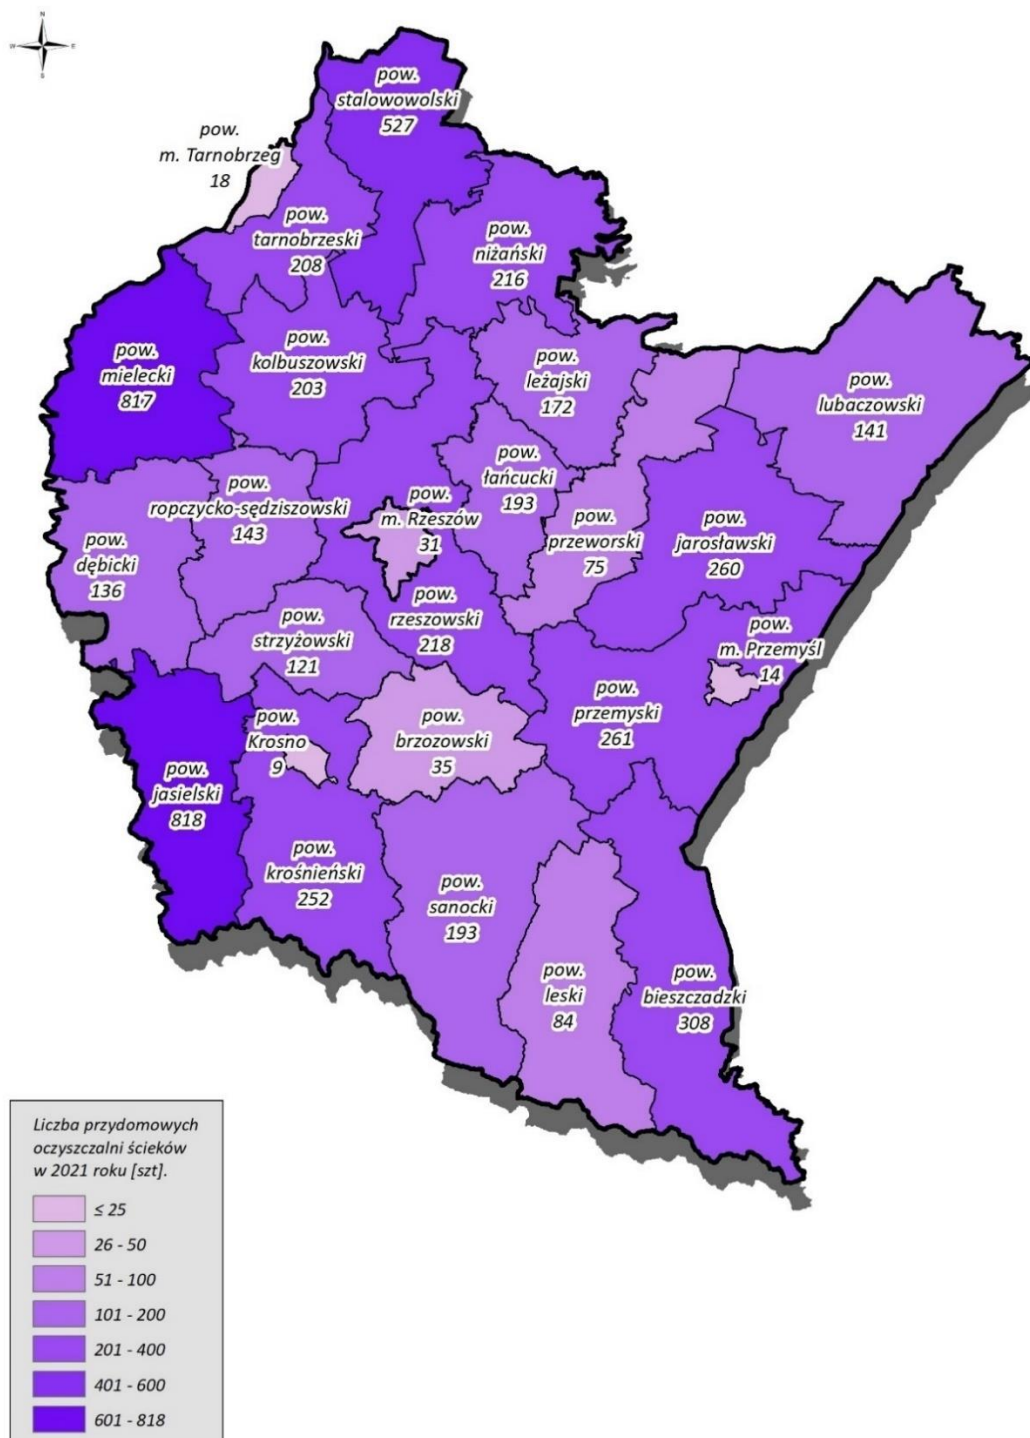 N
W
E
S
pow.
stalowowolski
527
pow.
m. Tarnobrzeg
18
pow.
tarnobrzeski
208
pow.
niżański
216
pow.
mielecki
817
pow.
kolbuszowski
203
pow.
leżajski
172
pow.
lubaczowski
141
pow.
ropczycko-sędziszowski
143
pow.
m. Rzeszów
31
pow.
łańcucki
193
pow.
przeworski
75
pow.
jarosławski
260
pow.
dębicki
136
pow.
strzyżowski
121
pow.
rzeszowski
218
pow.
m. Przemyśl
14
pow.
Krosno
9
pow.
brzozowski
35
pow.
przemyski
261
pow.
jasielski
818
pow.
krośnieński
252
pow.
sanocki
193
pow.
leski
84
pow.
bieszczadzki
308
Liczba przydomowych
oczyszczalni ścieków
w 2021 roku [szt].
≤ 25
26 - 50
51 - 100
101 - 200
201 - 400
401 - 600
601 - 818